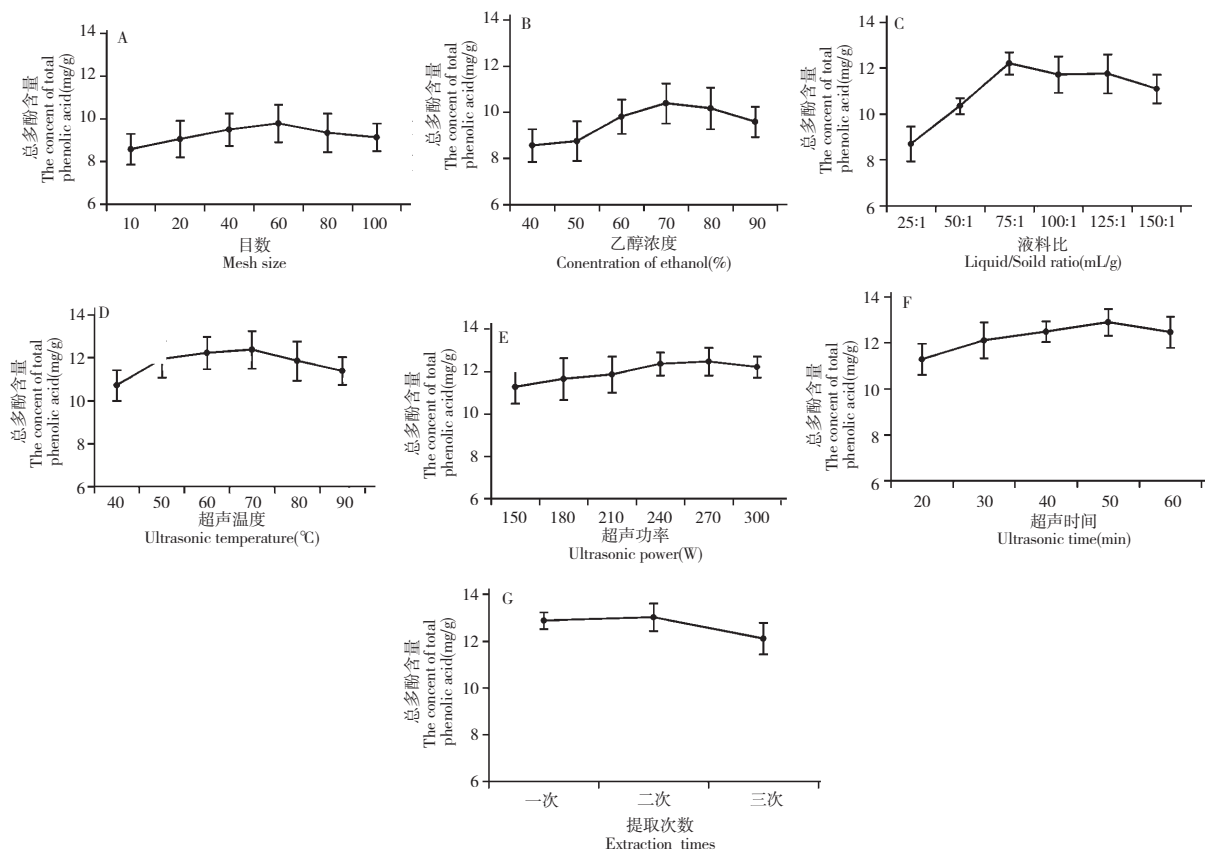 A
14
12
10
8
6
总多酚含量
The concent of total
phenolic acid(mg/g)
10 20 40 60 80 100
目数
Mesh size
B
14
12
10
8
6
总多酚含量
The concent of total
phenolic acid(mg/g)
40 50 60 70 80 90
乙醇浓度
Conentration of ethanol(%)
C
14
12
10
8
6
总多酚含量
The concent of total
phenolic acid(mg/g)
25:1 50:1 75:1 100:1 125:1 150:1
液料比
Liquid/Soild ratio(mL/g)
D
14
12
10
8
6
总多酚含量
The concent of total
phenolic acid(mg/g)
40 50 60 70 80 90
超声温度
Ultrasonic temperature(℃)
E
14
12
10
8
6
总多酚含量
The concent of total
phenolic acid(mg/g)
150 180 210 240 270 300
超声功率
Ultrasonic power(W)
F
14
12
10
8
6
总多酚含量
The concent of total
phenolic acid(mg/g)
20 30 40 50 60
超声时间
Ultrasonic time(min)
G
14
12
10
8
6
总多酚含量
The concent of total
phenolic acid(mg/g)
一次 二次 三次
提取次数
Extraction times